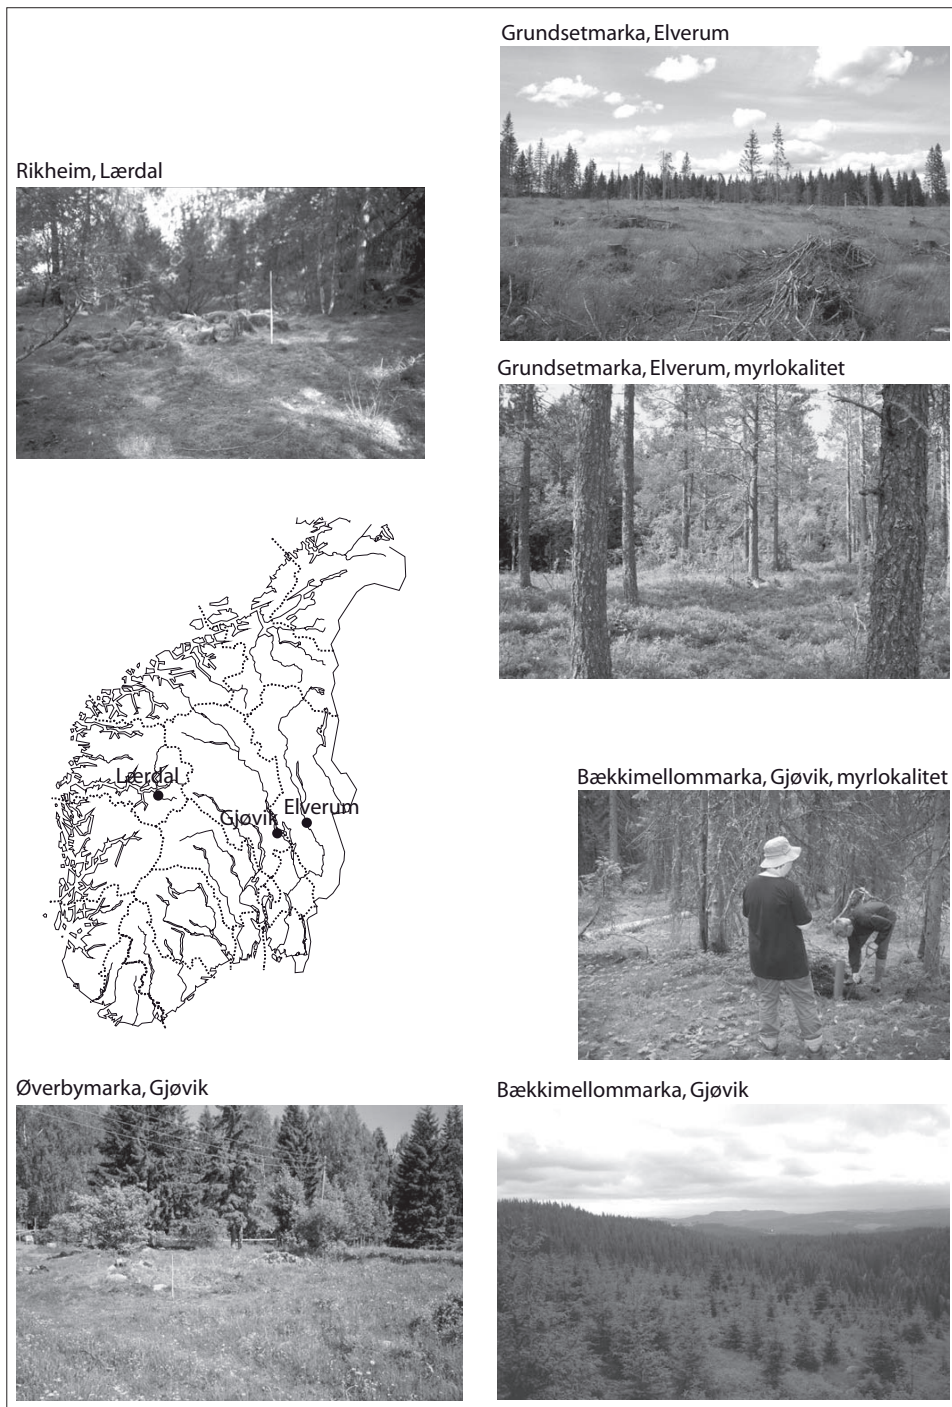 Grundsetmarka, Elverum
Rikheim, Lærdal
Grundsetmarka, Elverum, myrlokalitet
Lærdal
Gjøvik
Elverum
Bækkimellommarka, Gjøvik, myrlokalitet
Øverbymarka, Gjøvik
Bækkimellommarka, Gjøvik